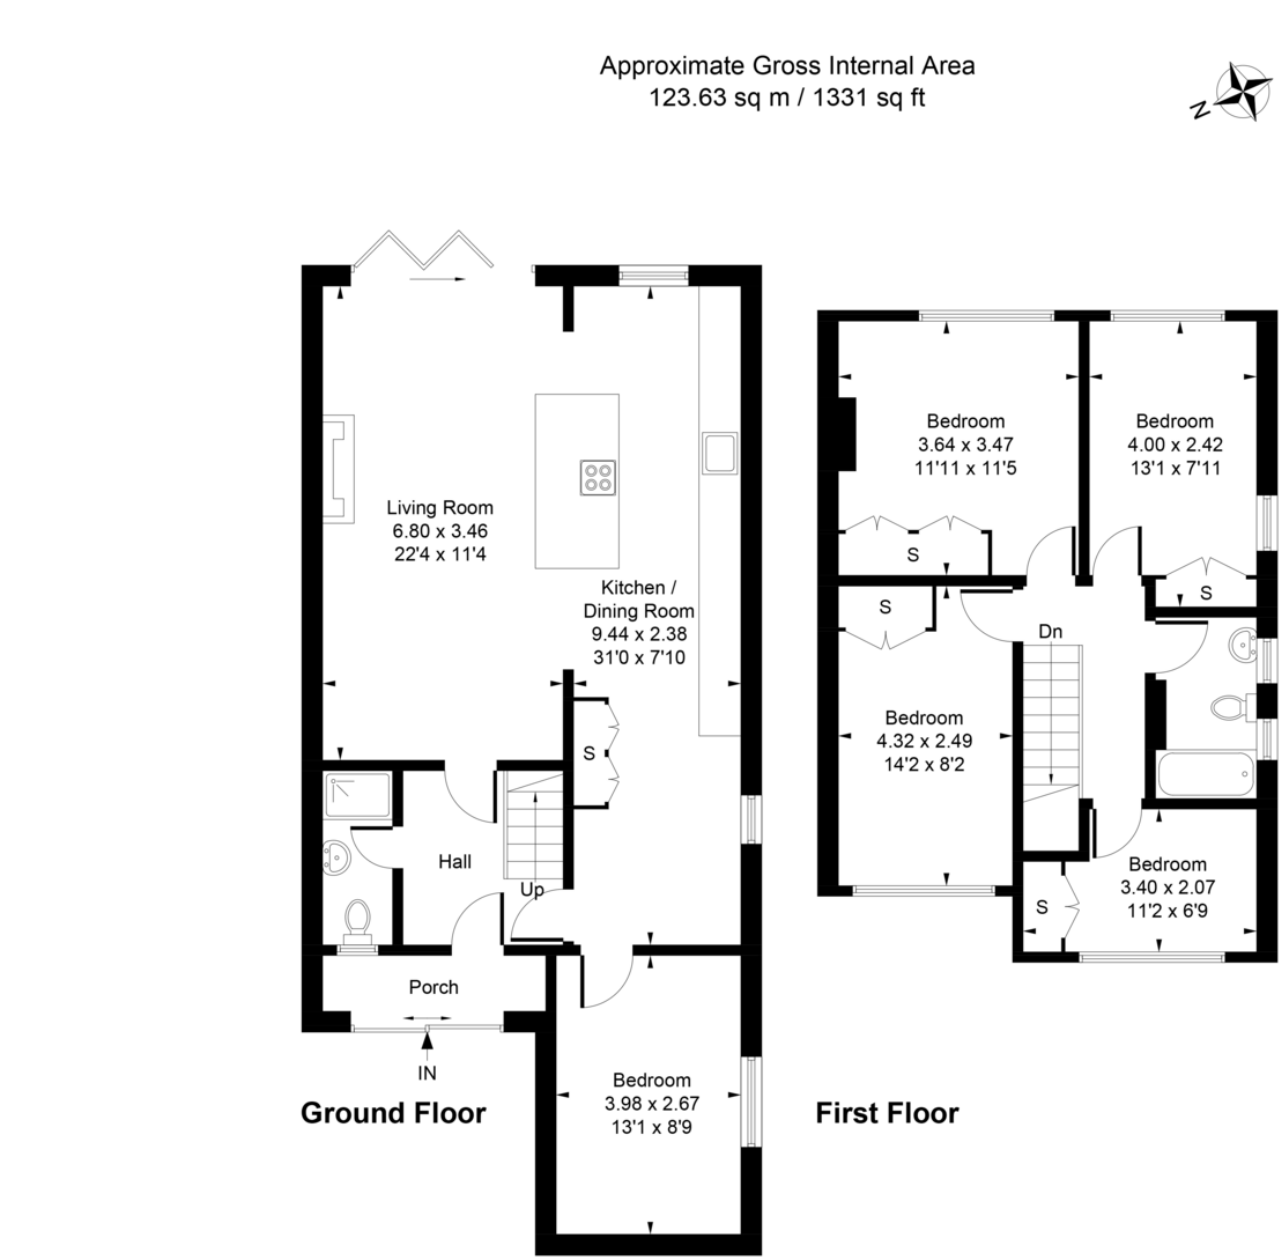 Approximate Gross Internal Area
123.63 sq m / 1331 sq ft
N
Living Room
6.80 x 3.46
22'4 x 11'4
Kitchen /
Dining Room
9.44 x 2.38
31'0 x 7'10
S
Hall
Up
Porch
IN
Bedroom
3.98 x 2.67
13'1 x 8'9
Ground Floor
Bedroom
3.64 x 3.47
11'11 x 11'5
S
Bedroom
4.00 x 2.42
13'1 x 7'11
S
S
Dn
Bedroom
4.32 x 2.49
14'2 x 8'2
Bedroom
3.40 x 2.07
11'2 x 6'9
S
First Floor